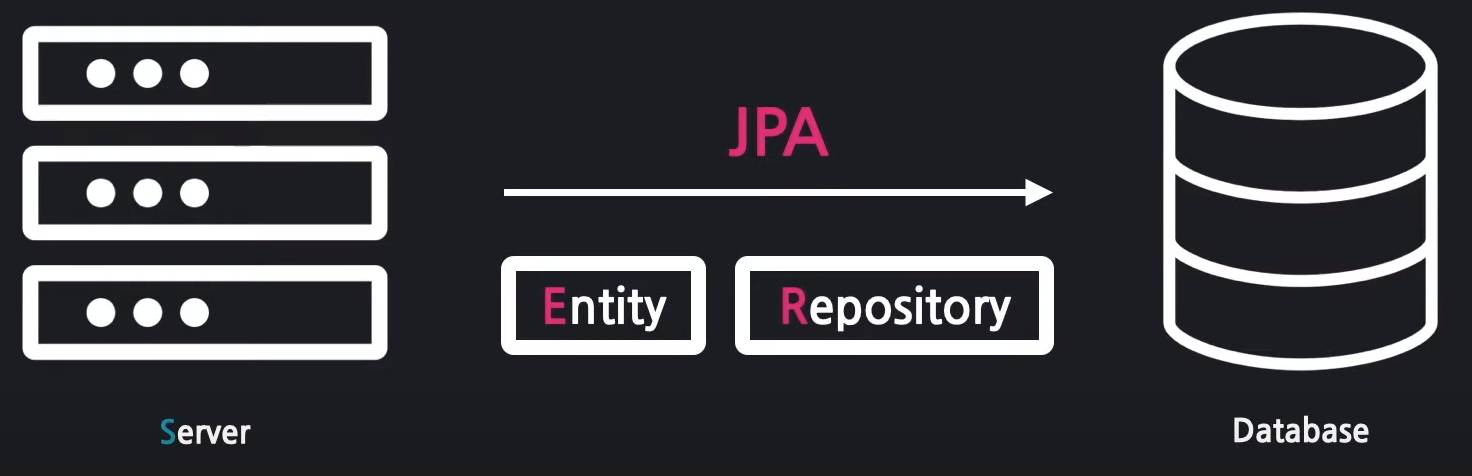 JPA
Entity
Repository
Server
Database